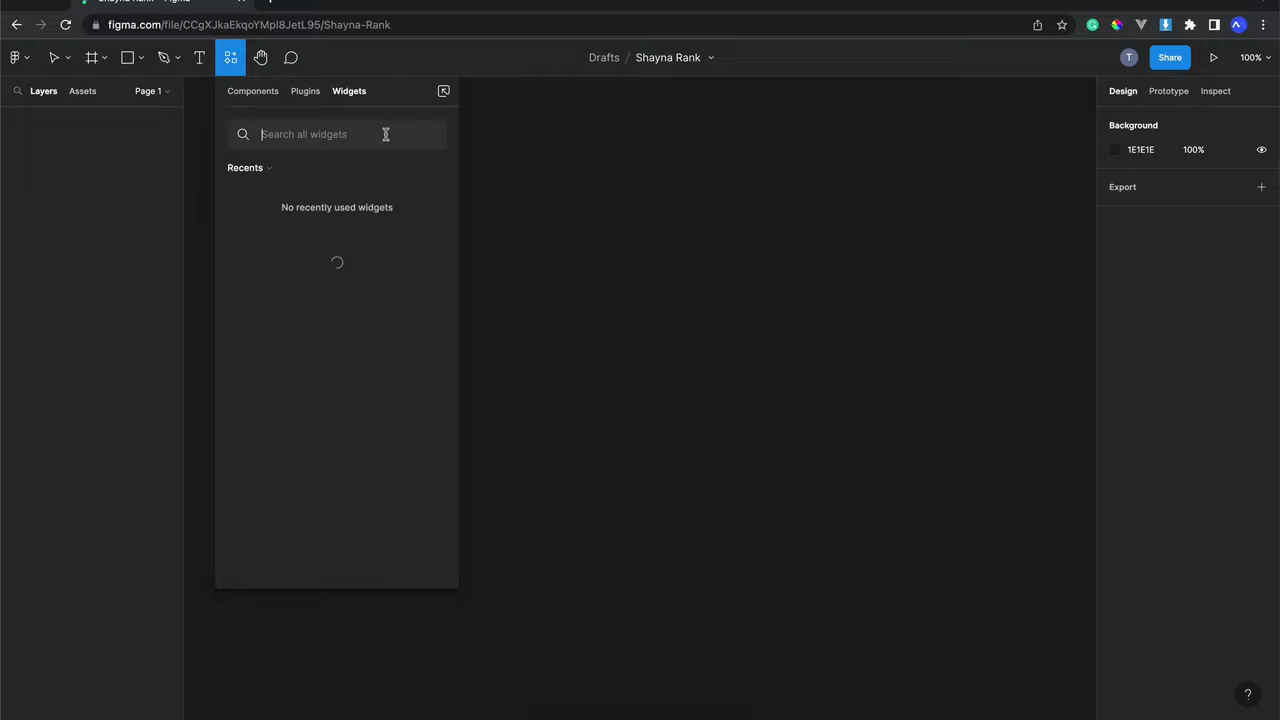 figma.com/file/CCgXJkaEkqoYMpI8JetL95/Shayna-Rank
Drafts / Shayna Rank
T
Share
100%
Layers
Assets
Page 1
Components
Plugins
Widgets
Design
Prototype
Inspect
Search all widgets
Background
1E1E1E
100%
Recents
Export
No recently used widgets
?